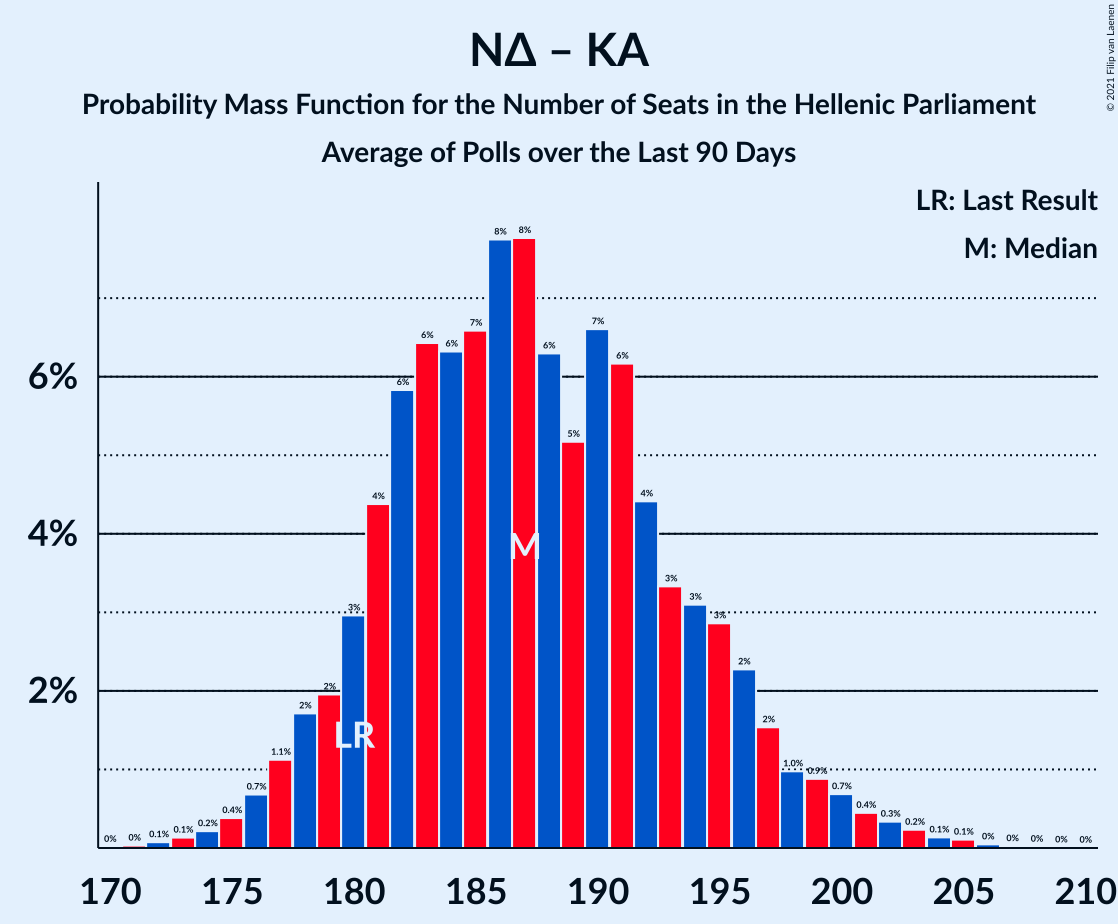 © 2021 Filip van Laenen
ΝΔ – ΚΑ
Probability Mass Function for the Number of Seats in the Hellenic Parliament
Average of Polls over the Last 90 Days
LR: Last Result
M: Median
8% 8%
7% 7%
6% 6% 6% 6%
6%
6%
5%
4% 4%
4%
M
3% 3% 3% 3%
2% 2%
2%
2%
2%
LR
1.1% 1.0% 0.9%
0.7% 0.7%
0% 0% 0.1% 0.1% 0.2% 0.4% 0.4% 0.3% 0.2% 0.1% 0.1% 0% 0% 0% 0% 0%
170 175 180 185 190 195 200 205 210